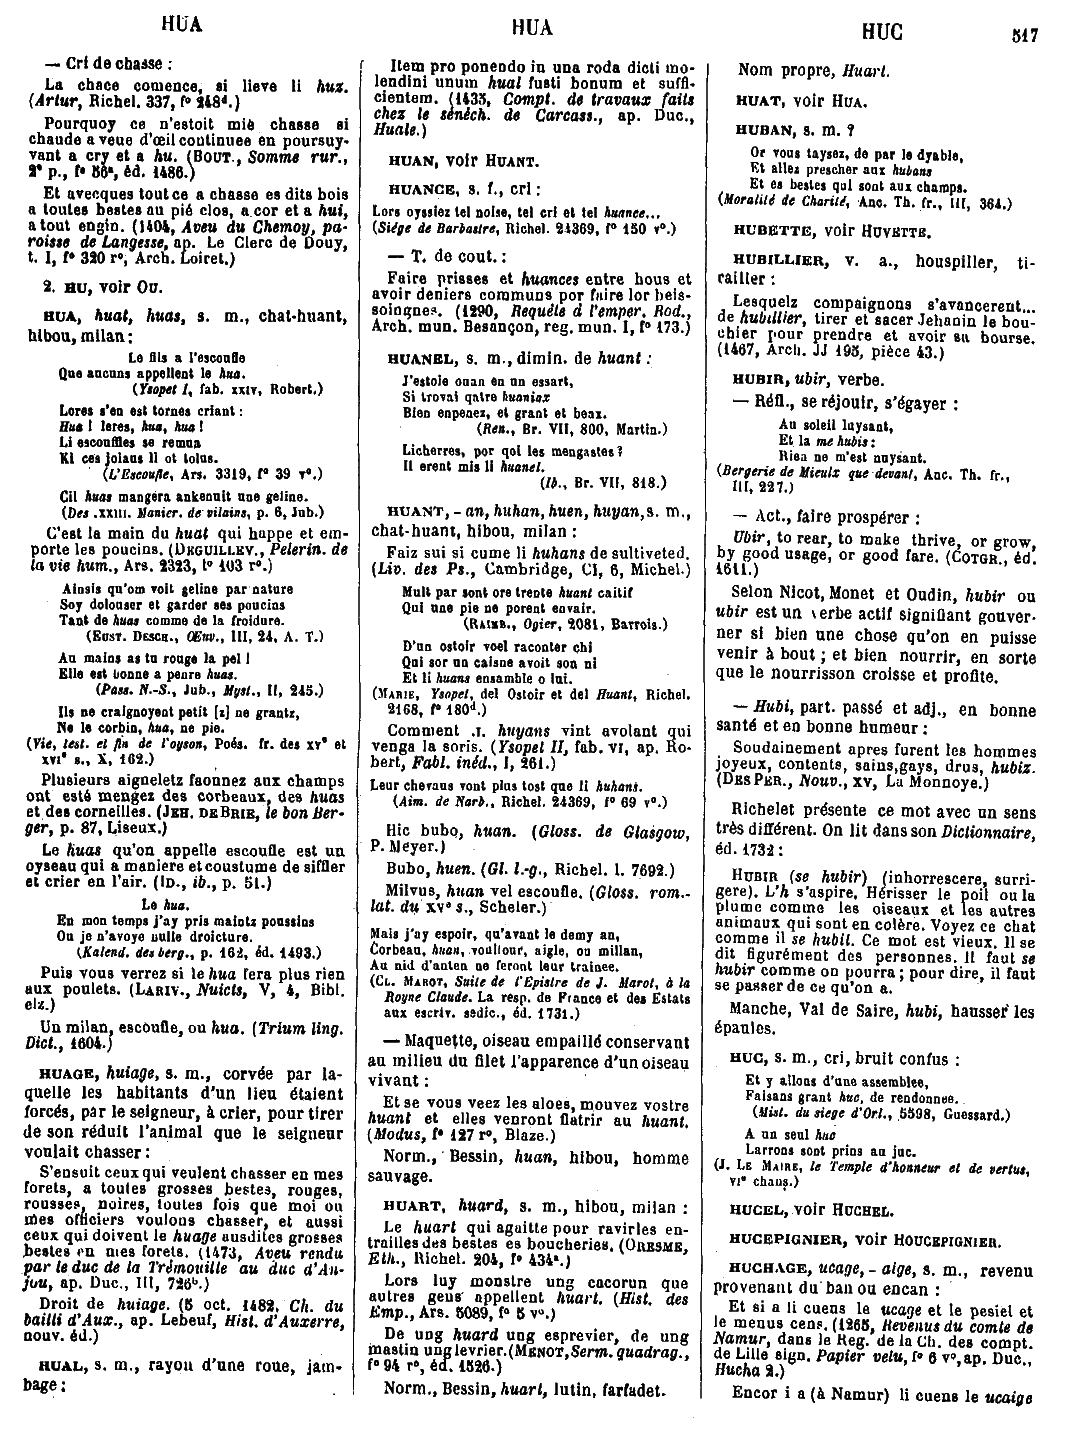 HUA
HUA
HUC
517
— Cri de chasse :
La chace comence, si lieve li huz.
(Artur, Richel. 337, f° 248d.)
Pourquoy ce n'estoit mie chasse si
chaude a veue d'œil continuee en poursuy-
vant a cry et a hu. (BOUT., Somme rur.,
2e p., f° 56a, éd. 1486.)
Et avecques tout ce a chasse es dits bois
a toutes bestes au pié clos, a cor et a hui,
a tout engin. (1404, Aveu du Chemoy, pa-
roisse de Langesse, ap. Le Clerc de Douy,
t. I, f° 320 r°, Arch. Loiret.)
2. HU, voir OU.
HUA, huat, huas, s. m., chat-huant,
hibou, milan :
Le fils a l'escoufle
Que aucuns appellent le hua.
(Ysopet I, fab. XXIV, Robert.)
Lores s'en est tornes criant :
Hua ! leres, hua, hua !
Li escouffles se remua
Ki ces joians li ot tolus.
(L'Escoufle, Ars. 3319, f° 39 v°.)
Cil huas mangera ankenuit une geline.
(Des .XXIII. Manier. de vilains, p. 6, Jub.)
C'est la main du huat qui happe et em-
porte les poucins. (DEGUILLEV., Pelerin. de
la vie hum., Ars. 2323, f° 103 r°.)
Ainsis qu'om voit geline par nature
Soy dolouser et garder ses poucins
Tant de huas comme de la froidure.
(EUST. DESCH., Œuv., III, 24, A. T.)
Au mains as tu rouge la pel !
Elle est bonne a penre huas.
(Pass. N.-S., Jub., Myst., II, 245.)
Ils ne craignoyent petit [z] ne grantz,
Ne le corbin, hua, ne pie.
(Vie, test. et fin de l'oyson, Poés. fr. des XVe et
XVIe s., X, 162.)
Plusieurs aigneletz faonnez aux champs
ont esté mengez des corbeaux, des huas
et des corneilles. (JEH. DE BRIE, le bon Ber-
ger, p. 87, Liseux.)
Le huas qu'on appelle escoufle est un
oyseau qui a maniere et coustume de siffler
et crier en l'air. (ID., ib., p. 51.)
Le hua.
En mon temps j'ay pris maintz poussins
Ou je n'avoye nulle droicture.
(Kalend. des berg., p. 162, éd. 1493.)
Puis vous verrez si le hua fera plus rien
aux poulets. (LARIV., Nuicts, V, 4, Bibl.
elz.)
Un milan, escoufle, ou hua. (Trium ling.
Dict., 1604.)
HUAGE, huiage, s. m., corvée par la-
quelle les habitants d'un lieu étaient
forcés, par le seigneur, à crier, pour tirer
de son réduit l'animal que le seigneur
voulait chasser :
S'ensuit ceux qui veulent chasser en mes
forets, a toutes grosses bestes, rouges,
rousses, noires, toutes fois que moi ou
mes officiers voulons chasser, et aussi
ceux qui doivent le huage ausdites grosses
bestes en mes forets. (1473, Aveu rendu
par le duc de la Trémouille au duc d'An-
jou, ap. Duc., III, 726b.)
Droit de huiage. (5 oct. 1482, Ch. du
bailli d'Aux., ap. Lebeuf, Hist. d'Auxerre,
nouv. éd.)
HUAL, s. m., rayon d'une roue, jam-
bage :
Item pro ponendo in una roda dicti mo-
lendini unum hual fusti bonum et suffi-
cientem. (1435, Compt. de travaux faits
chez le sénéch. de Carcass., ap. Duc.,
Huale.)
HUAN, voir HUANT.
HUANCE, s. f., cri :
Lors oyssiez tel noise, tel cri et tel huance...
(Siége de Barbastre, Richel. 24369, f° 150 v°.)
— T. de cout. :
Faire prisses et huances entre hous et
avoir deniers communs por faire lor beis-
soingnes. (1290, Requéle d l'emper. Rod.,
Arch. mun. Besançon, reg. mun. I, f° 173.)
HUANEL, s. m., dimin. de huant :
J'estoie ouan en un essart,
Si trovai qatre huaniax
Bien enpenez, et grant et beax.
(Ren., Br. VII, 800, Martin.)
Licherres, por qoi les mengastes ?
Il erent mis li huanel.
(Ib., Br. VII, 818.)
HUANT, - an, huhan, huen, huyan, s. m.,
chat-huant, hibou, milan :
Faiz sui si cume li huhans de sultiveted.
(Liv. des Ps., Cambridge, CI, 6, Michel.)
Mult par sont ore trente huant caitif
Qui une pie ne porent envair.
(RAIMB., Ogier, 2081, Barrois.)
D'un ostoir voel raconter chi
Qui sor un caisne avoit son ni
Et li huans ensamble o lui.
(MARIE, Ysopet, del Ostoir et del Huant, Richel.
2168, f° 180d.)
Comment .I. huyans vint avolant qui
venga la soris. (Ysopet II, fab. VI, ap. Ro-
bert, Fabl. inéd., I, 261.)
Leur chevaus vont plus tost que li huhans.
(Aim. de Narb., Richel. 24369, f° 69 v°.)
Hic bubo, huan. (Gloss. de Glasgow,
P. Meyer.)
Bubo, huen. (Gl. l.-g., Richel. l. 7692.)
Milvus, huan vel escoufle. (Gloss. rom.-
lat. du XVe s., Scheler.)
Mais j'ay espoir, qu'avant le demy an,
Corbeau, huan, voultour, aigle, ou millan,
Au nid d'anten ne feront leur trainee.
(CL. MAROT, Suite de l'Epistre de J. Marot, à la
Royne Claude. La resp. de France et des Estats
aux escriv. sedic., éd. 1731.)
— Maquette, oiseau empaillé conservant
au milieu du filet l'apparence d'un oiseau
vivant :
Et se vous veez les aloes, mouvez vostre
huant et elles venront flatrir au huant.
(Modus, f° 127 r°, Blaze.)
Norm., Bessin, huan, hibou, homme
sauvage.
HUART, huard, s. m., hibou, milan :
Le huart qui aguitte pour ravir les en-
trailles des bestes es boucheries. (ORESME,
Eth., Richel. 204, f° 434a.)
Lors luy monstre ung cacorun que
autres gens appellent huart. (Hist. des
Emp., Ars. 5089, f° 5 v°.)
De ung huard ung esprevier, de ung
mastin ung levrier. (MENOT, Serm. quadrag.,
f° 94 r°, éd. 1526.)
Norm., Bessin, huart, lutin, farfadet.
Nom propre, Huart.
HUAT, voir HUA.
HUBAN, s. m. ?
Or vous taysez, de par le dyable,
Et allez prescher aux hubans
Et es bestes qui sont aux champs.
(Moralité de Charité, Anc. Th. fr., III, 364.)
HUBETTE, voir HUVETTE.
HUBILLIER, v. a., houspiller, ti-
railler :
Lesquelz compaignons s'avancerent...
de hubillier, tirer et sacer Jehanin le bou-
chier pour prendre et avoir sa bourse.
(1467, Arch. JJ 195, pièce 43.)
HUBIR, ubir, verbe.
— Réfl., se réjouir, s'égayer :
Au soleil luysant,
Et la me hubis :
Rien ne m'est nuysant.
(Bergerie de Mieulx que devant, Anc. Th. fr.,
III, 227.)
— Act., faire prospérer :
Ubir, to rear, to make thrive, or grow,
by good usage, or good fare. (COTGR., éd.
1611.)
Selon Nicot, Monet et Oudin, hubir ou
ubir est un verbe actif signifiant gouver-
ner si bien une chose qu'on en puisse
venir à bout ; et bien nourrir, en sorte
que le nourrisson croisse et profite.
— Hubi, part. passé et adj., en bonne
santé et en bonne humeur :
Soudainement apres furent les hommes
joyeux, contents, sains, gays, drus, hubiz.
(DES PER., Nouv., XV, La Monnoye.)
Richelet présente ce mot avec un sens
très différent. On lit dans son Dictionnaire,
éd. 1732 :
HUBIR (se hubir) (inhorrescere, surri-
gere). L'h s'aspire. Hérisser le poil ou la
plume comme les oiseaux et les autres
animaux qui sont en colère. Voyez ce chat
comme il se hubit. Ce mot est vieux. Il se
dit figurément des personnes. Il faut se
hubir comme on pourra ; pour dire, il faut
se passer de ce qu'on a.
Manche, Val de Saire, hubi, hausser les
épaules.
HUC, s. m., cri, bruit confus :
Et y allons d'une assemblee,
Faisans grant huc, de rendonnee.
(Mist. du siege d'Orl., 5598, Guessard.)
A un seul huc
Larrons sont prins au juc.
(J. LE MAIRE, le Temple d'honneur et de vertus,
VIe chans.)
HUCEL, voir HUCHEL.
HUCEPIGNIER, voir HOUCEPIGNIER.
HUCHAGE, ucage, - aige, s. m., revenu
provenant du ban ou encan :
Et si a li cuens le ucage et le pesiel et
le menus cens. (1265, Revenus du comte de
Namur, dans le Reg. de la Ch. des compt.
de Lille sign. Papier velu, f° 6 v°, ap. Duc.,
Hucha 2.)
Encor i a (à Namur) li cuens le ucaige